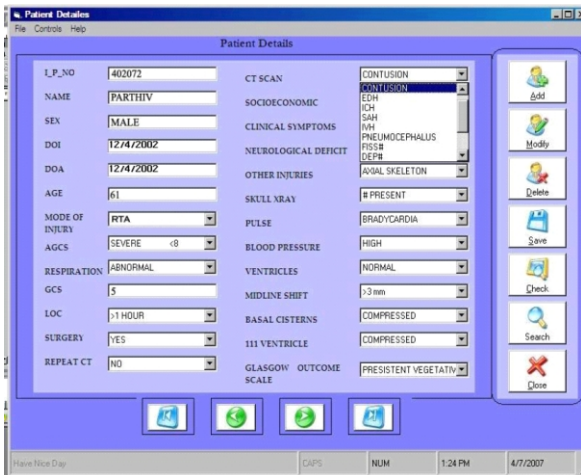 Patient Detailes
File Controls Help
Patient Details
I_P_NO 402072
NAME PARTHIV
SEX MALE
DOI 12/4/2002
DOA 12/4/2002
AGE 61
MODE OF INJURY RTA
AGCS SEVERE <8
RESPIRATION ABNORMAL
GCS 5
LOC >1 HOUR
SURGERY YES
REPEAT CT NO
CT SCAN CONTUSION
CONTUSION
EDH
ICH
SAH
IVH
PNEUMOCEPHALUS
FISS#
DEP#
SOCIOECONOMIC
CLINICAL SYMPTOMS
NEUROLOGICAL DEFICIT
OTHER INJURIES AXIAL SKELETON
SKULL XRAY # PRESENT
PULSE BRADYCARDIA
BLOOD PRESSURE HIGH
VENTRICLES NORMAL
MIDLINE SHIFT >3 mm
BASAL CISTERNS COMPRESSED
111 VENTRICLE COMPRESSED
GLASGOW OUTCOME SCALE PRESISTENT VEGETATIV
Add
Modify
Delete
Save
Check
Search
Close
Have Nice Day CAPS NUM 1:24 PM 4/7/2007